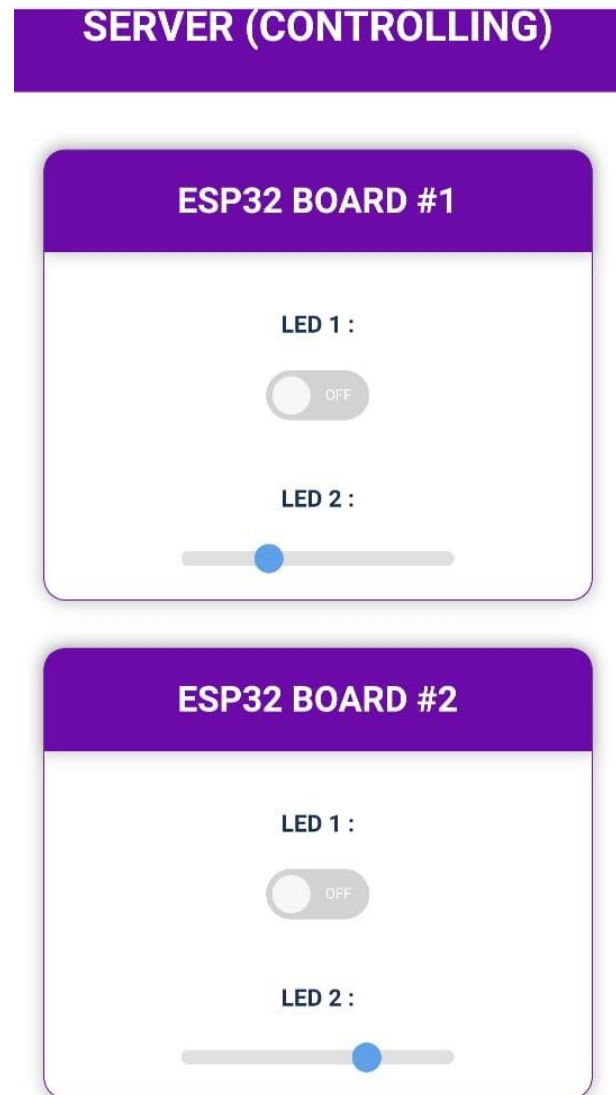 SERVER (CONTROLLING)
ESP32 BOARD #1
LED 1 :
OFF
LED 2 :
ESP32 BOARD #2
LED 1 :
OFF
LED 2 :